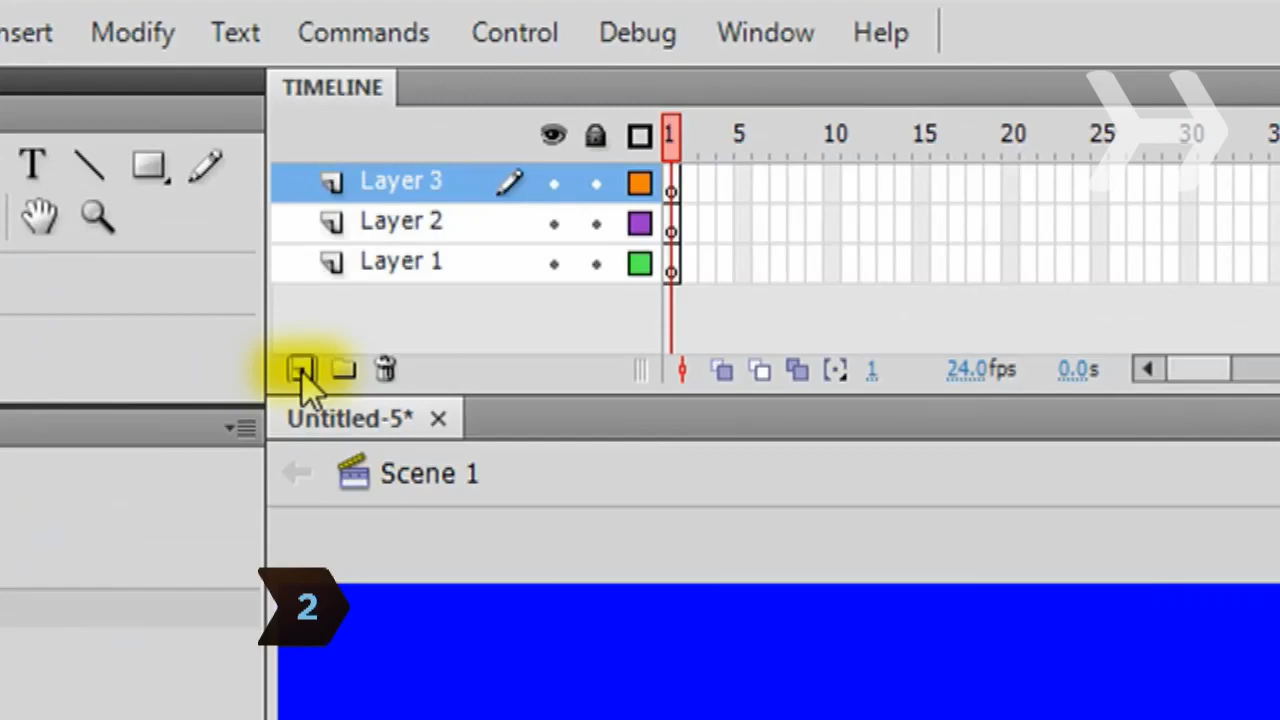 nsert Modify Text Commands Control Debug Window Help
TIMELINE
1 5 10 15 20 25 30 3
Layer 3
Layer 2
Layer 1
1 24.0fps 0.0s
Untitled-5*
Scene 1
2